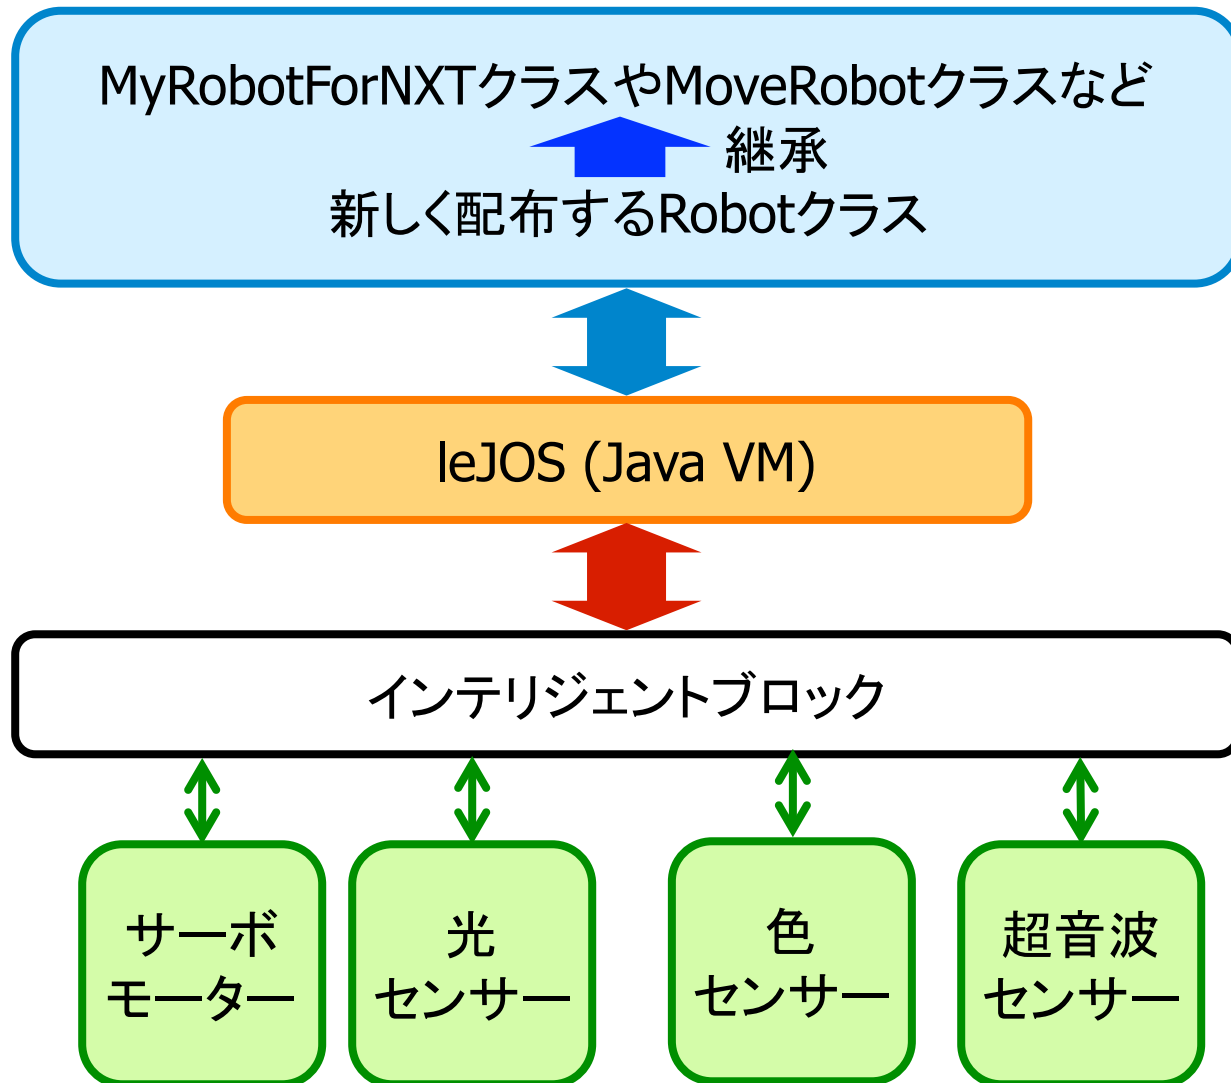 MyRobotForNXTクラスやMoveRobotクラスなど
継承
新しく配布するRobotクラス
leJOS (Java VM)
インテリジェントブロック
サーボ
モーター
光
センサー
色
センサー
超音波
センサー